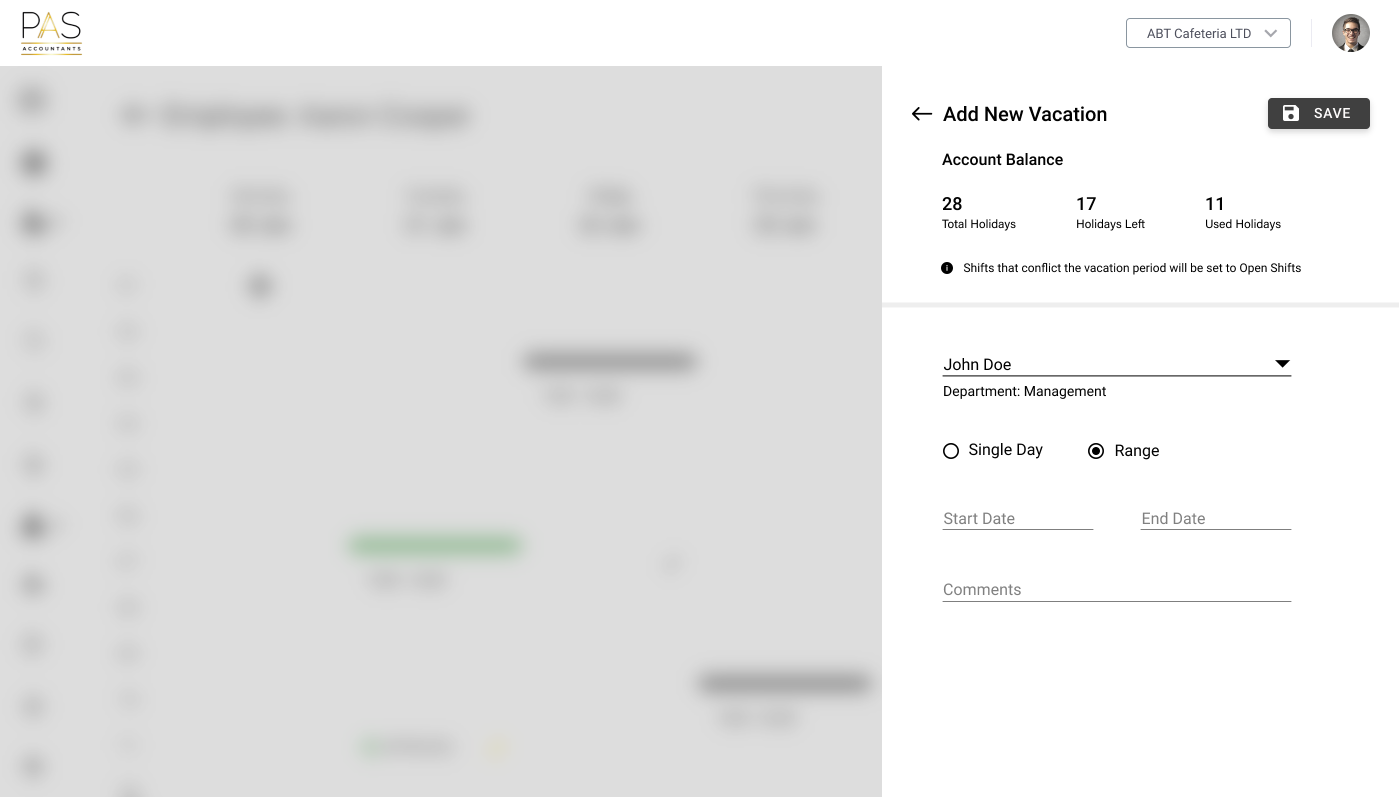 PAS
ACCOUNTANTS
ABT Cafeteria LTD
Add New Vacation
SAVE
Account Balance
28 17 11
Total Holidays Holidays Left Used Holidays
Shifts that conflict the vacation period will be set to Open Shifts
John Doe
Department: Management
Single Day Range
Start Date End Date
Comments